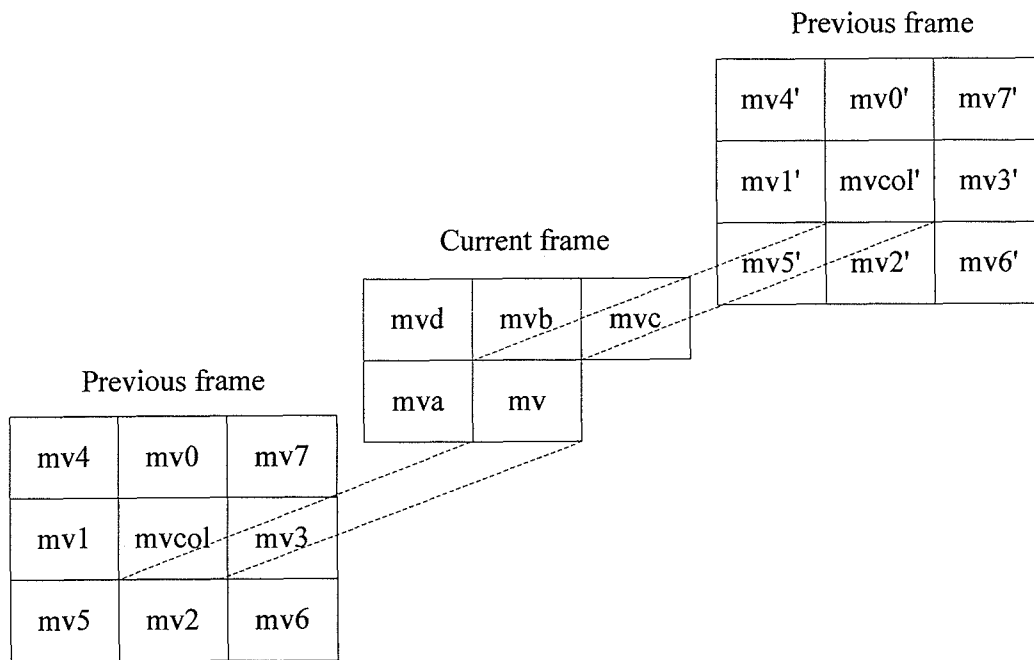 Previous frame
mv4' mv0' mv7'
mv1' mvcol' mv3'
mv5' mv2' mv6'
Current frame
mvd mvb mvc
mva mv
Previous frame
mv4 mv0 mv7
mv1 mvcol mv3
mv5 mv2 mv6